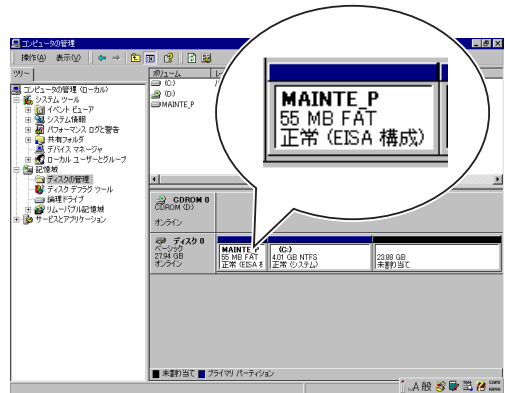 コンピュータの管理
操作(A) 表示(V)
ツリー
コンピュータの管理 (ローカル)
システム ツール
イベント ビューア
システム情報
パフォーマンス ログと警告
共有フォルダ
デバイス マネージャ
ローカル ユーザーとグループ
記憶域
ディスクの管理
ディスク デフラグ ツール
論理ドライブ
リムーバブル記憶域
サービスとアプリケーション
ボリューム
(C:)
(D:)
MAINTE_P
MAINTE_P
55 MB FAT
正常 (EISA 構成)
CDROM 0
CDROM (D:)
オンライン
ディスク 0
ベーシック
27.94 GB
オンライン
MAINTE_P
55 MB FAT
正常 (EISA 構
(C:)
4.01 GB NTFS
正常 (システム)
23.88 GB
未割り当て
未割り当て プライマリ パーティション
A 般
CAPS
KANA